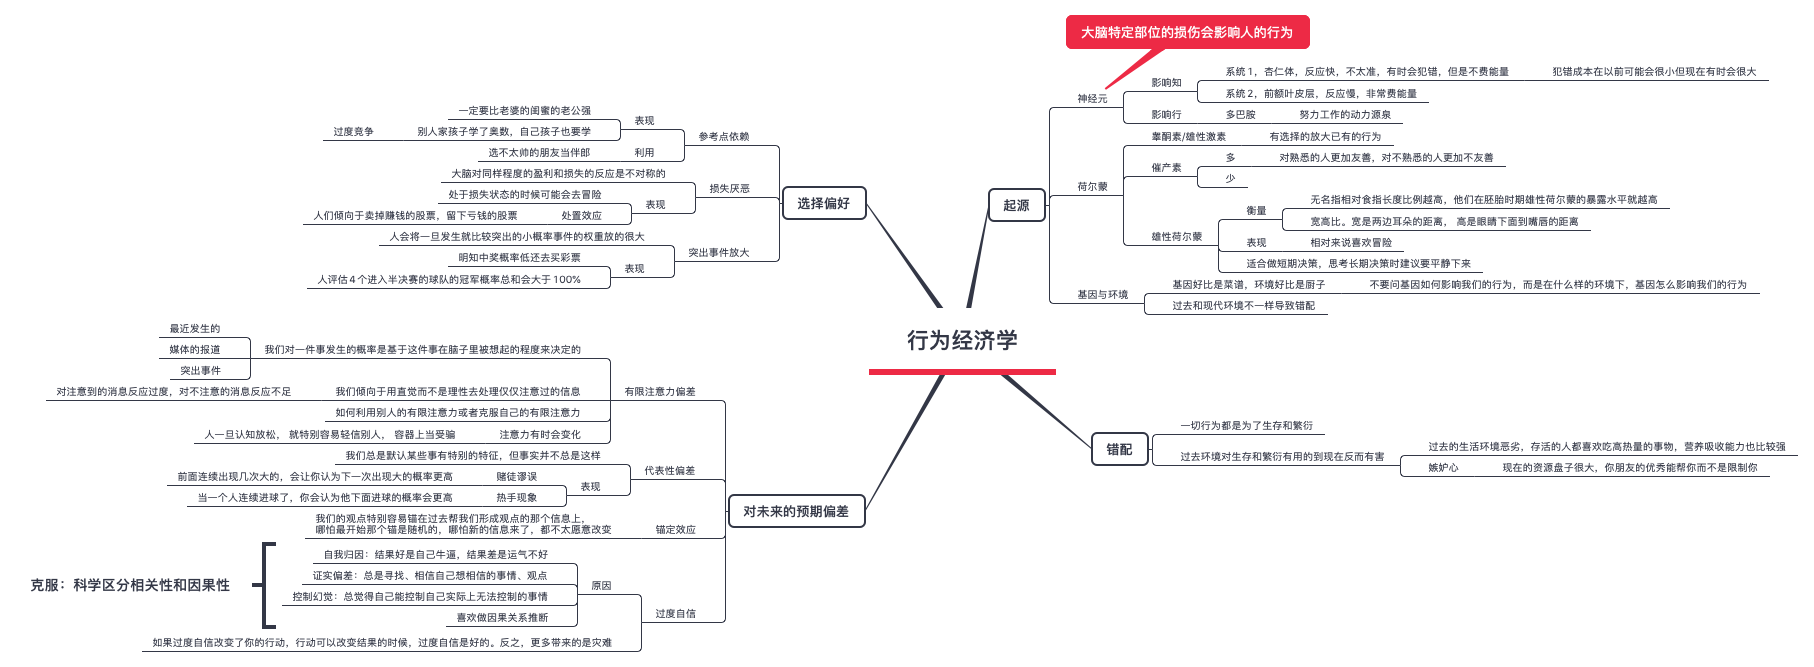 行为经济学
起源
大脑特定部位的损伤会影响人的行为
神经元
影响知
系统1，杏仁体，反应快，不太准，有时会犯错，但是不费能量
犯错成本在以前可能会很小但现在有时会很大
系统2，前额叶皮层，反应慢，非常费能量
影响行
多巴胺
努力工作的动力源泉
荷尔蒙
睾酮素/雄性激素
有选择的放大已有的行为
催产素
多
对熟悉的人更加友善，对不熟悉的人更加不友善
少
雄性荷尔蒙
衡量
无名指相对食指长度比例越高，他们在胚胎时期雄性荷尔蒙的暴露水平就越高
宽高比。宽是两边耳朵的距离， 高是眼睛下面到嘴唇的距离
表现
相对来说喜欢冒险
适合做短期决策，思考长期决策时建议要平静下来
基因与环境
基因好比是菜谱，环境好比是厨子
不要问基因如何影响我们的行为，而是在什么样的环境下，基因怎么影响我们的行为
过去和现代环境不一样导致错配
错配
一切行为都是为了生存和繁衍
过去环境对生存和繁衍有用的到现在反而有害
过去的生活环境恶劣，存活的人都喜欢吃高热量的事物，营养吸收能力也比较强
嫉妒心
现在的资源盘子很大，你朋友的优秀能帮你而不是限制你
选择偏好
参考点依赖
表现
一定要比老婆的闺蜜的老公强
别人家孩子学了奥数，自己孩子也要学
过度竞争
利用
选不太帅的朋友当伴郎
损失厌恶
大脑对同样程度的盈利和损失的反应是不对称的
表现
处于损失状态的时候可能会去冒险
处置效应
人们倾向于卖掉赚钱的股票，留下亏钱的股票
突出事件放大
人会将一旦发生就比较突出的小概率事件的权重放的很大
表现
明知中奖概率低还去买彩票
人评估4个进入半决赛的球队的冠军概率总和会大于100%
对未来的预期偏差
有限注意力偏差
我们对一件事发生的概率是基于这件事在脑子里被想起的程度来决定的
最近发生的
媒体的报道
突出事件
我们倾向于用直觉而不是理性去处理仅仅注意过的信息
对注意到的消息反应过度，对不注意的消息反应不足
如何利用别人的有限注意力或者克服自己的有限注意力
注意力有时会变化
人一旦认知放松， 就特别容易轻信别人， 容器上当受骗
代表性偏差
我们总是默认某些事有特别的特征，但事实并不总是这样
表现
赌徒谬误
前面连续出现几次大的，会让你认为下一次出现大的概率更高
热手现象
当一个人连续进球了，你会认为他下面进球的概率会更高
锚定效应
我们的观点特别容易锚在过去帮我们形成观点的那个信息上，
哪怕最开始那个锚是随机的，哪怕新的信息来了，都不太愿意改变
过度自信
原因
自我归因：结果好是自己牛逼，结果差是运气不好
证实偏差：总是寻找、相信自己想相信的事情、观点
控制幻觉：总觉得自己能控制自己实际上无法控制的事情
喜欢做因果关系推断
克服：科学区分相关性和因果性
如果过度自信改变了你的行动，行动可以改变结果的时候，过度自信是好的。反之，更多带来的是灾难